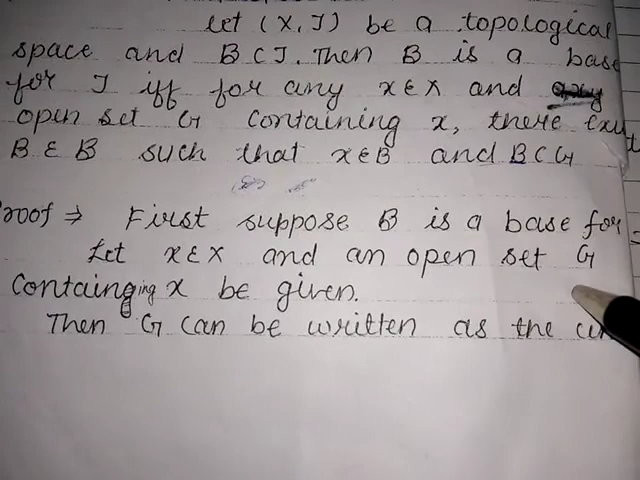 Let (X, J) be a topological
space and B ⊂ J. Then B is a base
for J iff for any x ∈ X and
open set G containing x, there exist
B ∈ B such that x ∈ B and B ⊂ G
Proof ⇒ First suppose B is a base for
Let x ∈ X and an open set G
Containging x be given.
Then G can be written as the